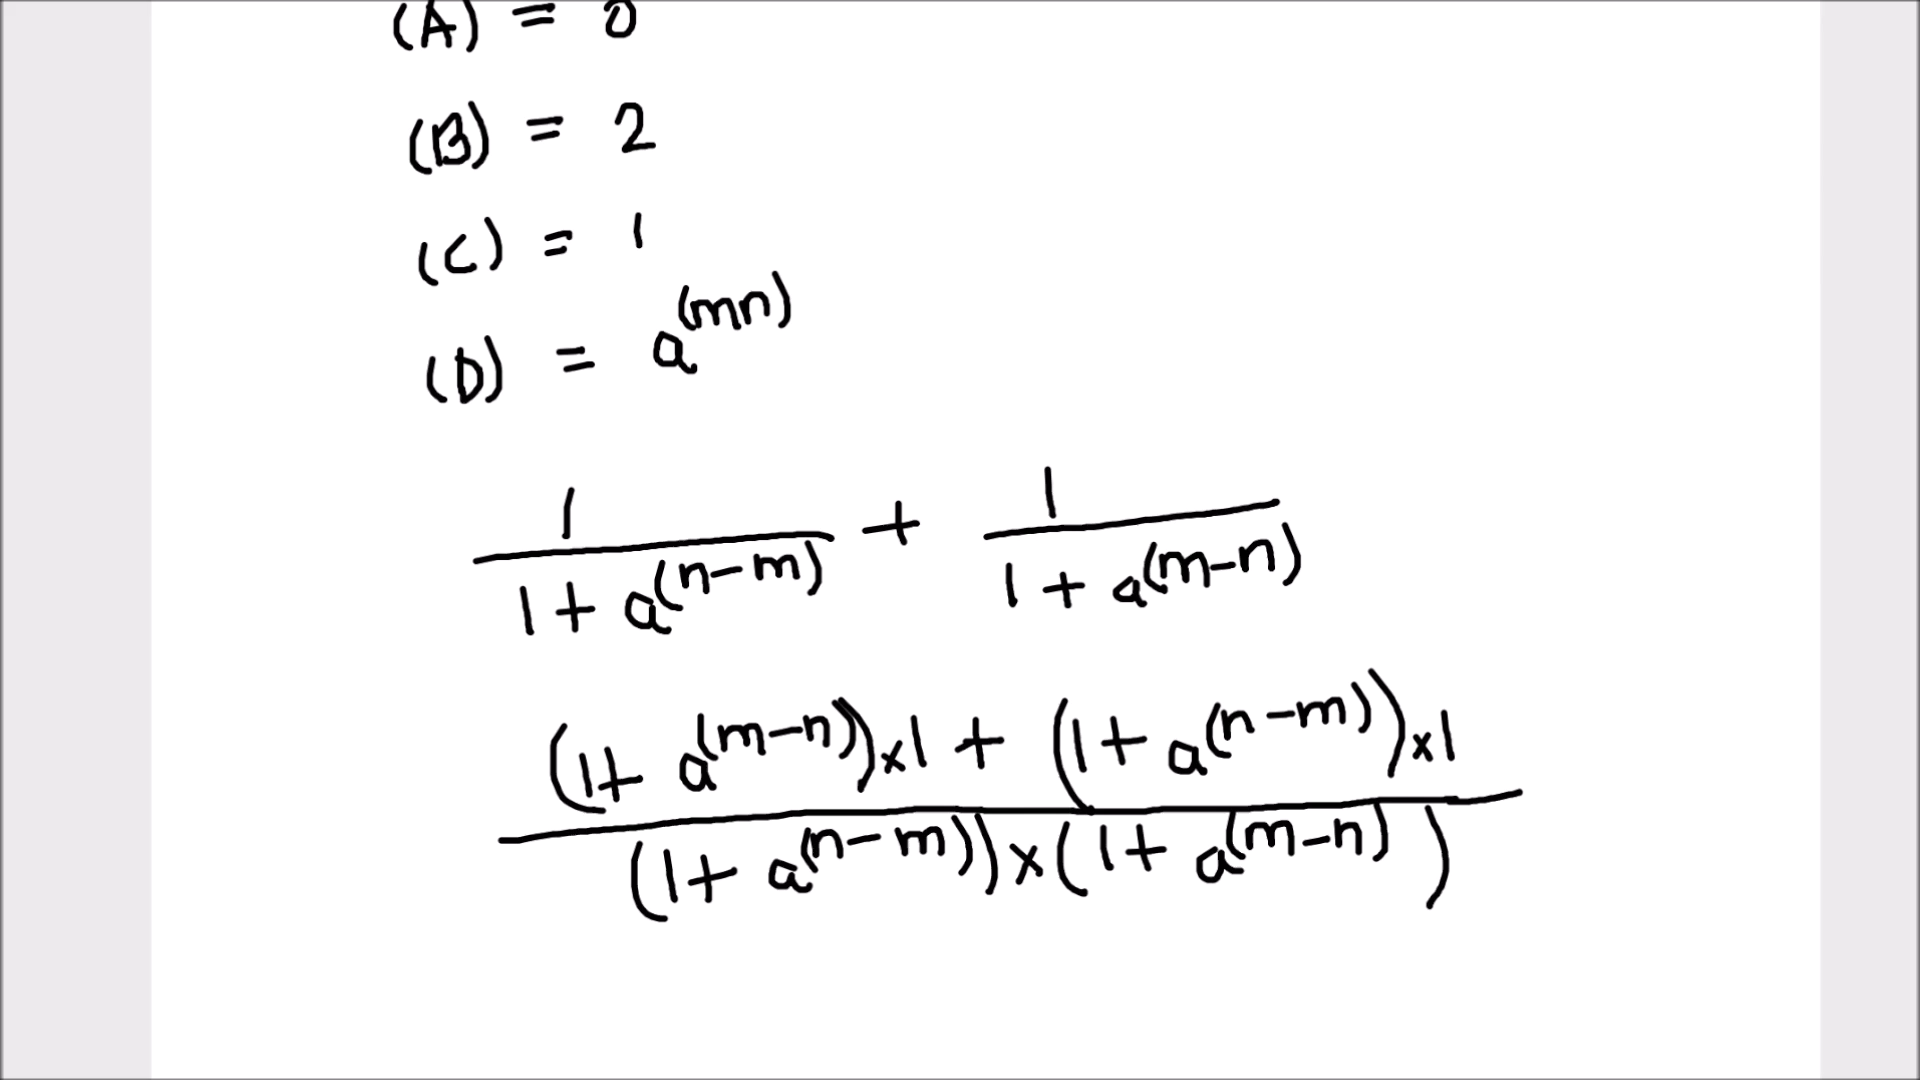 (A) = 0
(B) = 2
(C) = 1
(D) = a^(mn)
1/(1 + a^(n-m)) + 1/(1 + a^(m-n))
(1 + a^(m-n))×1 + (1 + a^(n-m))×1
(1 + a^(n-m))×(1 + a^(m-n))